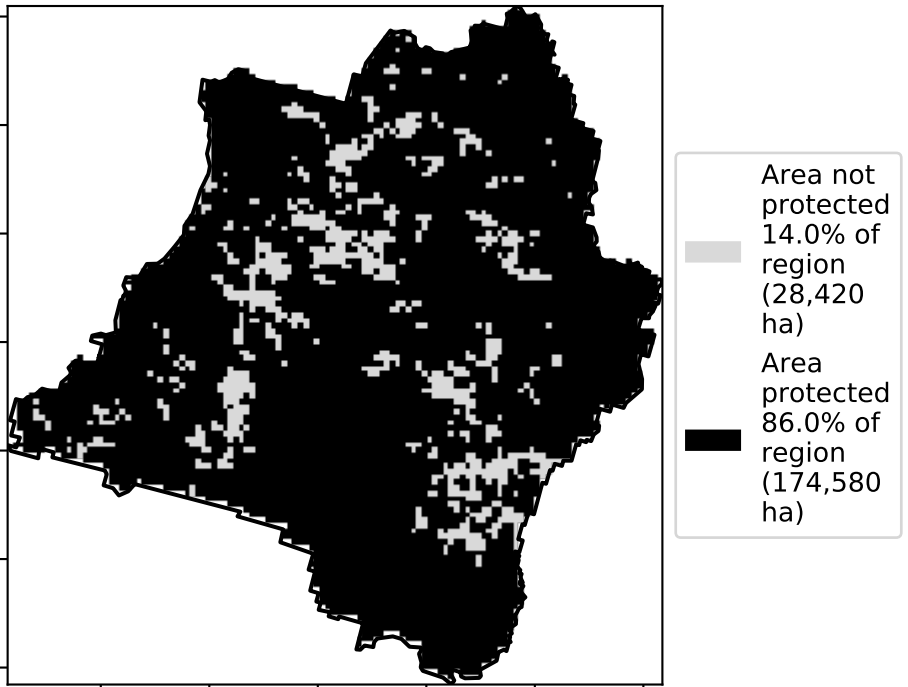 Area not
protected
14.0% of
region
(28,420
ha)
Area
protected
86.0% of
region
(174,580
ha)